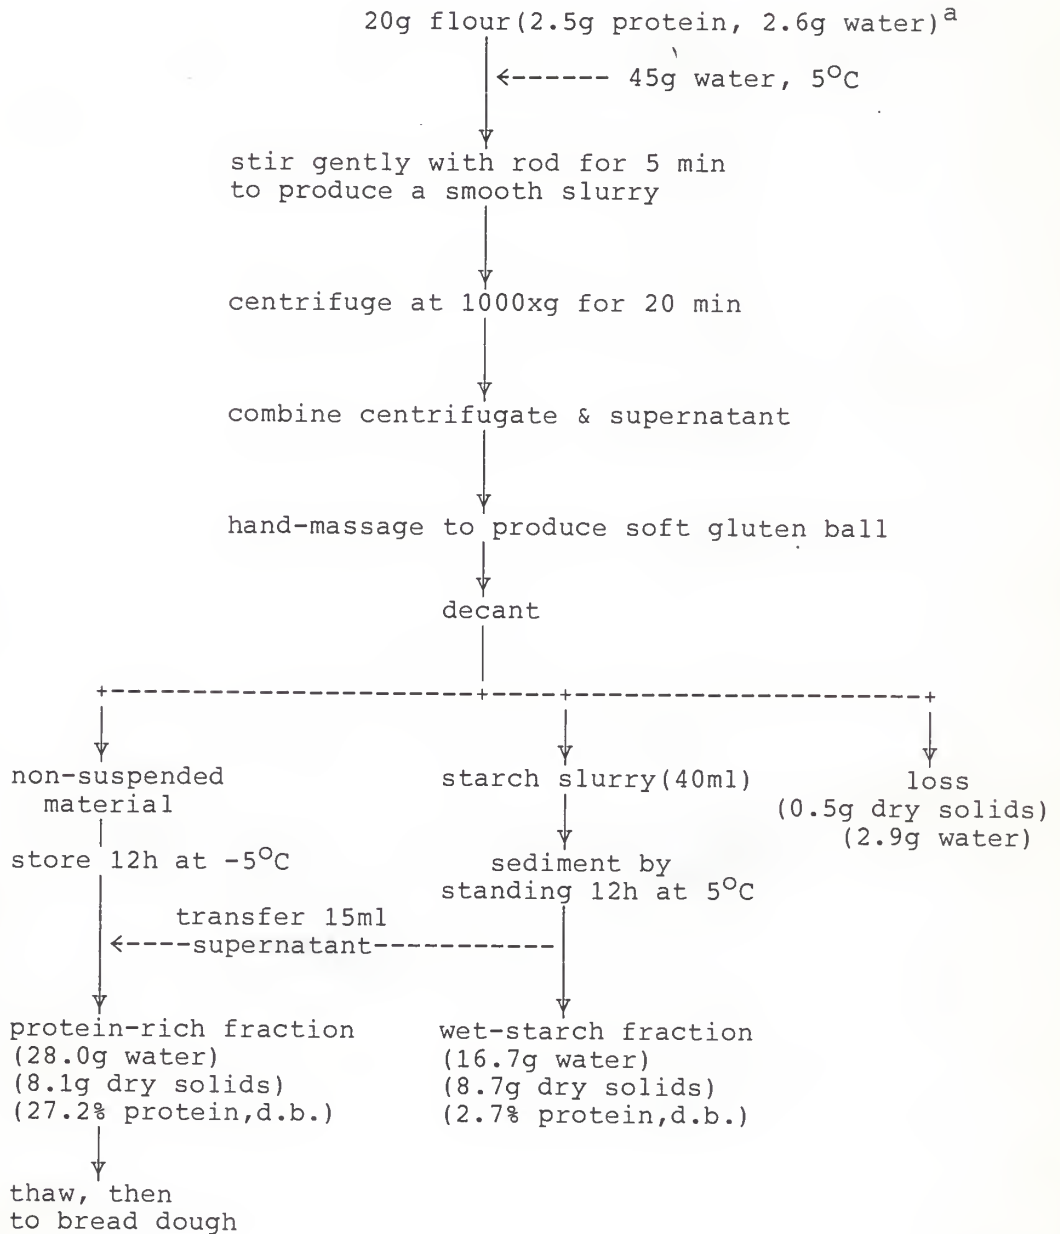 20g flour(2.5g protein, 2.6g water)a
<------ 45g water, 5°C
stir gently with rod for 5 min
to produce a smooth slurry
centrifuge at 1000xg for 20 min
combine centrifugate & supernatant
hand-massage to produce soft gluten ball
decant
non-suspended
material
store 12h at -5°C
starch slurry(40ml)
sediment by
standing 12h at 5°C
loss
(0.5g dry solids)
(2.9g water)
transfer 15ml
<----supernatant-----------
protein-rich fraction
(28.0g water)
(8.1g dry solids)
(27.2% protein,d.b.)
wet-starch fraction
(16.7g water)
(8.7g dry solids)
(2.7% protein,d.b.)
thaw, then
to bread dough